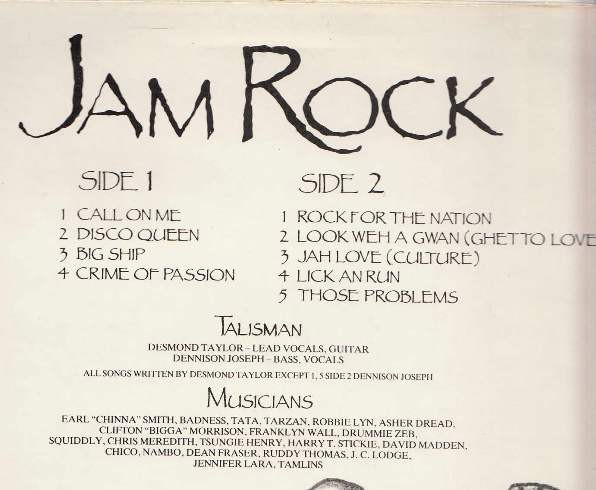 JAM ROCK
SIDE 1
1 CALL ON ME
2 DISCO QUEEN
3 BIG SHIP
4 CRIME OF PASSION
SIDE 2
1 ROCK FOR THE NATION
2 LOOK WEH A GWAN (GHETTO LOVE
3 JAH LOVE (CULTURE)
4 LICK AN RUN
5 THOSE PROBLEMS
TALISMAN
DESMOND TAYLOR – LEAD VOCALS, GUITAR
DENNISON JOSEPH – BASS, VOCALS
ALL SONGS WRITTEN BY DESMOND TAYLOR EXCEPT 1, 5 SIDE 2 DENNISON JOSEPH
MUSICIANS
EARL "CHINNA" SMITH, BADNESS, TATA, TARZAN, ROBBIE LYN, ASHER DREAD,
CLIFTON "BIGGA" MORRISON, FRANKLYN WALL, DRUMMIE ZEB,
SQUIDDLY, CHRIS MEREDITH, TSUNGIE HENRY, HARRY T. STICKIE, DAVID MADDEN,
CHICO, NAMBO, DEAN FRASER, RUDDY THOMAS, J. C. LODGE,
JENNIFER LARA, TAMLINS